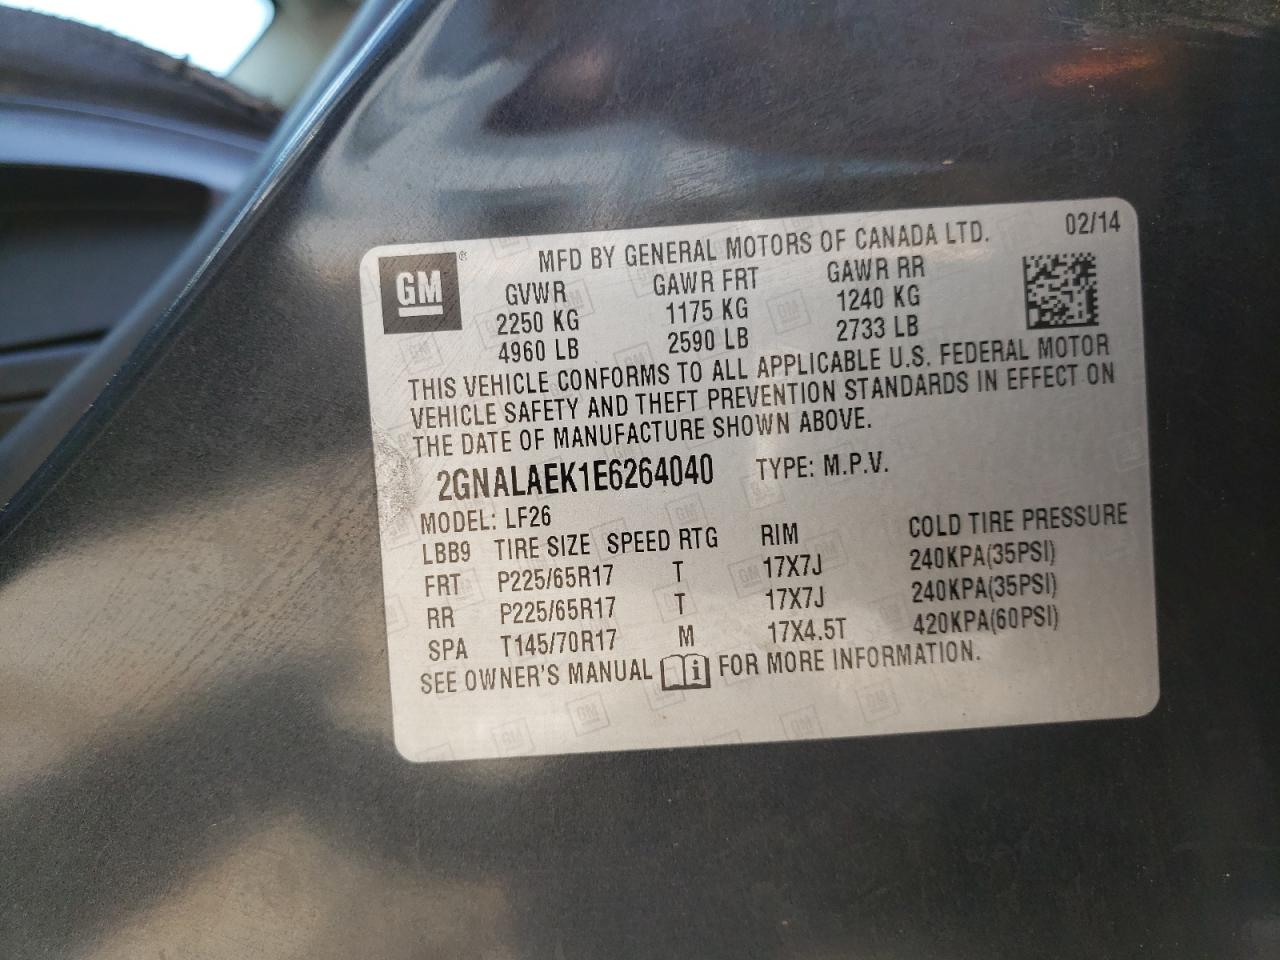 MFD BY GENERAL MOTORS OF CANADA LTD. 02/14
GM®
GVWR GAWR FRT GAWR RR
2250 KG 1175 KG 1240 KG
4960 LB 2590 LB 2733 LB
THIS VEHICLE CONFORMS TO ALL APPLICABLE U.S. FEDERAL MOTOR
VEHICLE SAFETY AND THEFT PREVENTION STANDARDS IN EFFECT ON
THE DATE OF MANUFACTURE SHOWN ABOVE.
2GNALAEK1E6264040 TYPE: M.P.V.
MODEL: LF26
LBB9 TIRE SIZE SPEED RTG RIM COLD TIRE PRESSURE
FRT P225/65R17 T 17X7J 240KPA(35PSI)
RR P225/65R17 T 17X7J 240KPA(35PSI)
SPA T145/70R17 M 17X4.5T 420KPA(60PSI)
SEE OWNER'S MANUAL i FOR MORE INFORMATION.